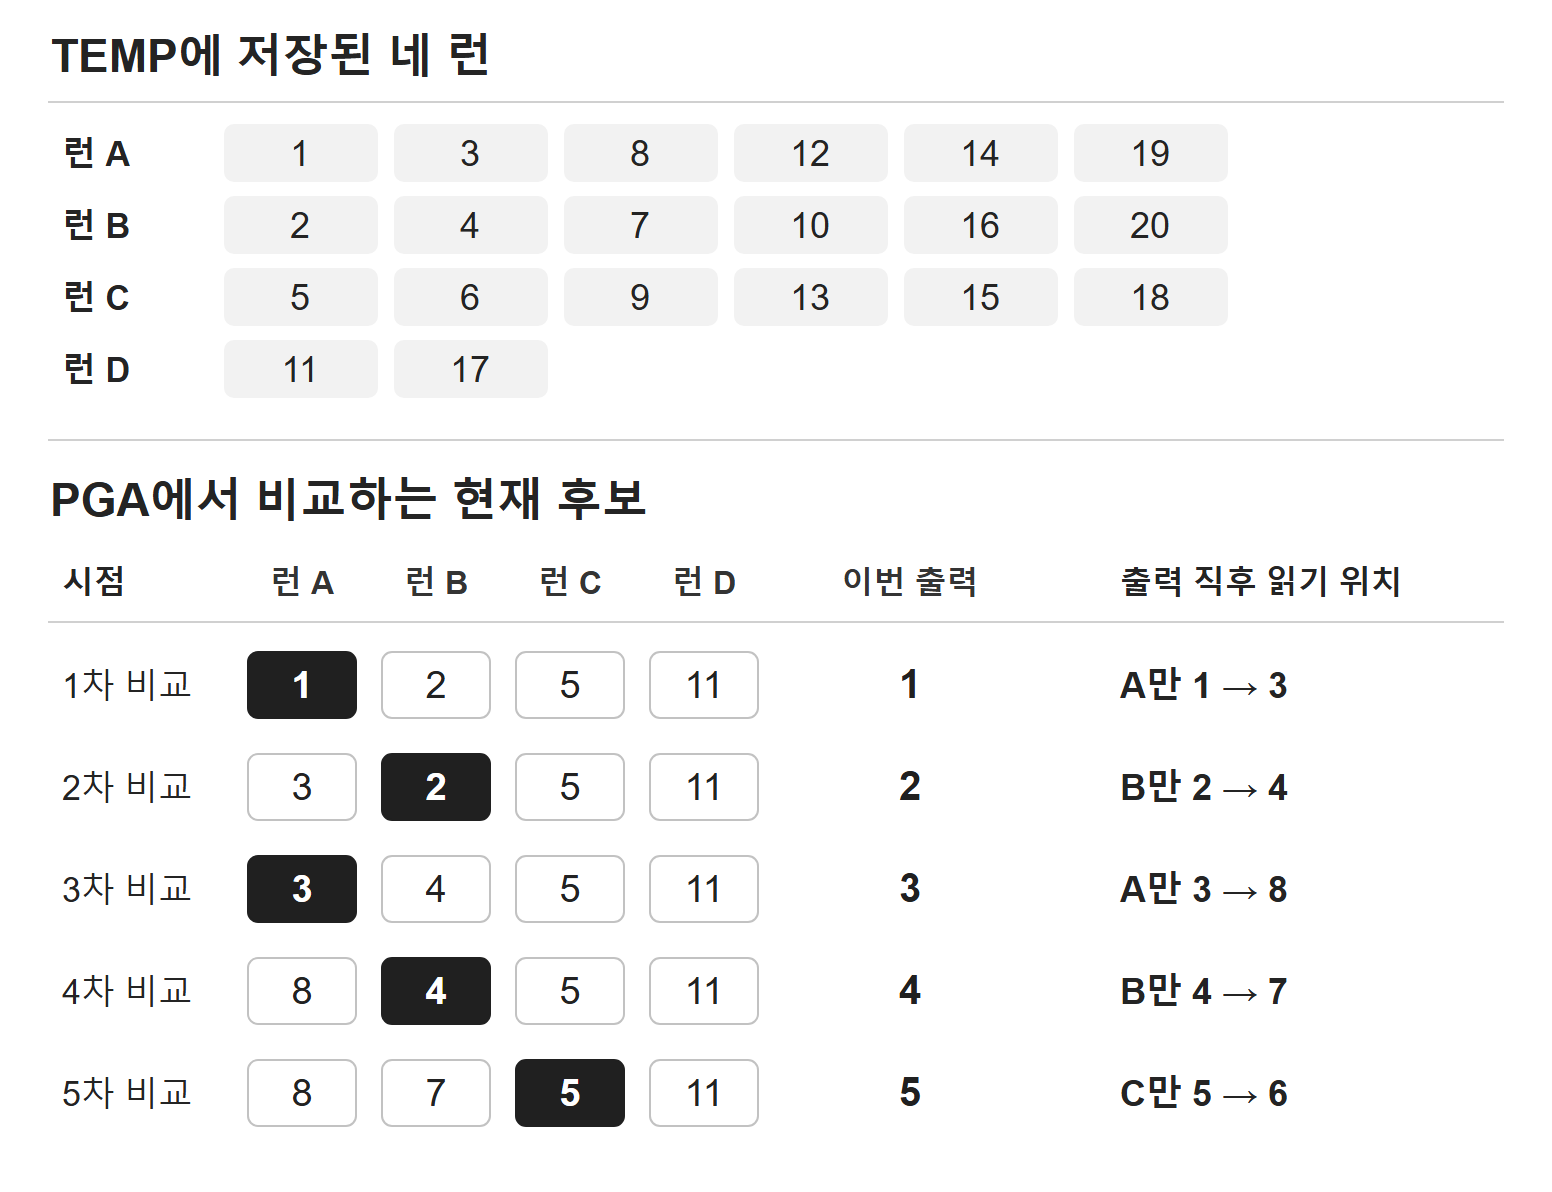 TEMP에 저장된 네 런
런 A 1 3 8 12 14 19
런 B 2 4 7 10 16 20
런 C 5 6 9 13 15 18
런 D 11 17
PGA에서 비교하는 현재 후보
시점 런 A 런 B 런 C 런 D 이번 출력 출력 직후 읽기 위치
1차 비교 1 2 5 11 1 A만 1 → 3
2차 비교 3 2 5 11 2 B만 2 → 4
3차 비교 3 4 5 11 3 A만 3 → 8
4차 비교 8 4 5 11 4 B만 4 → 7
5차 비교 8 7 5 11 5 C만 5 → 6